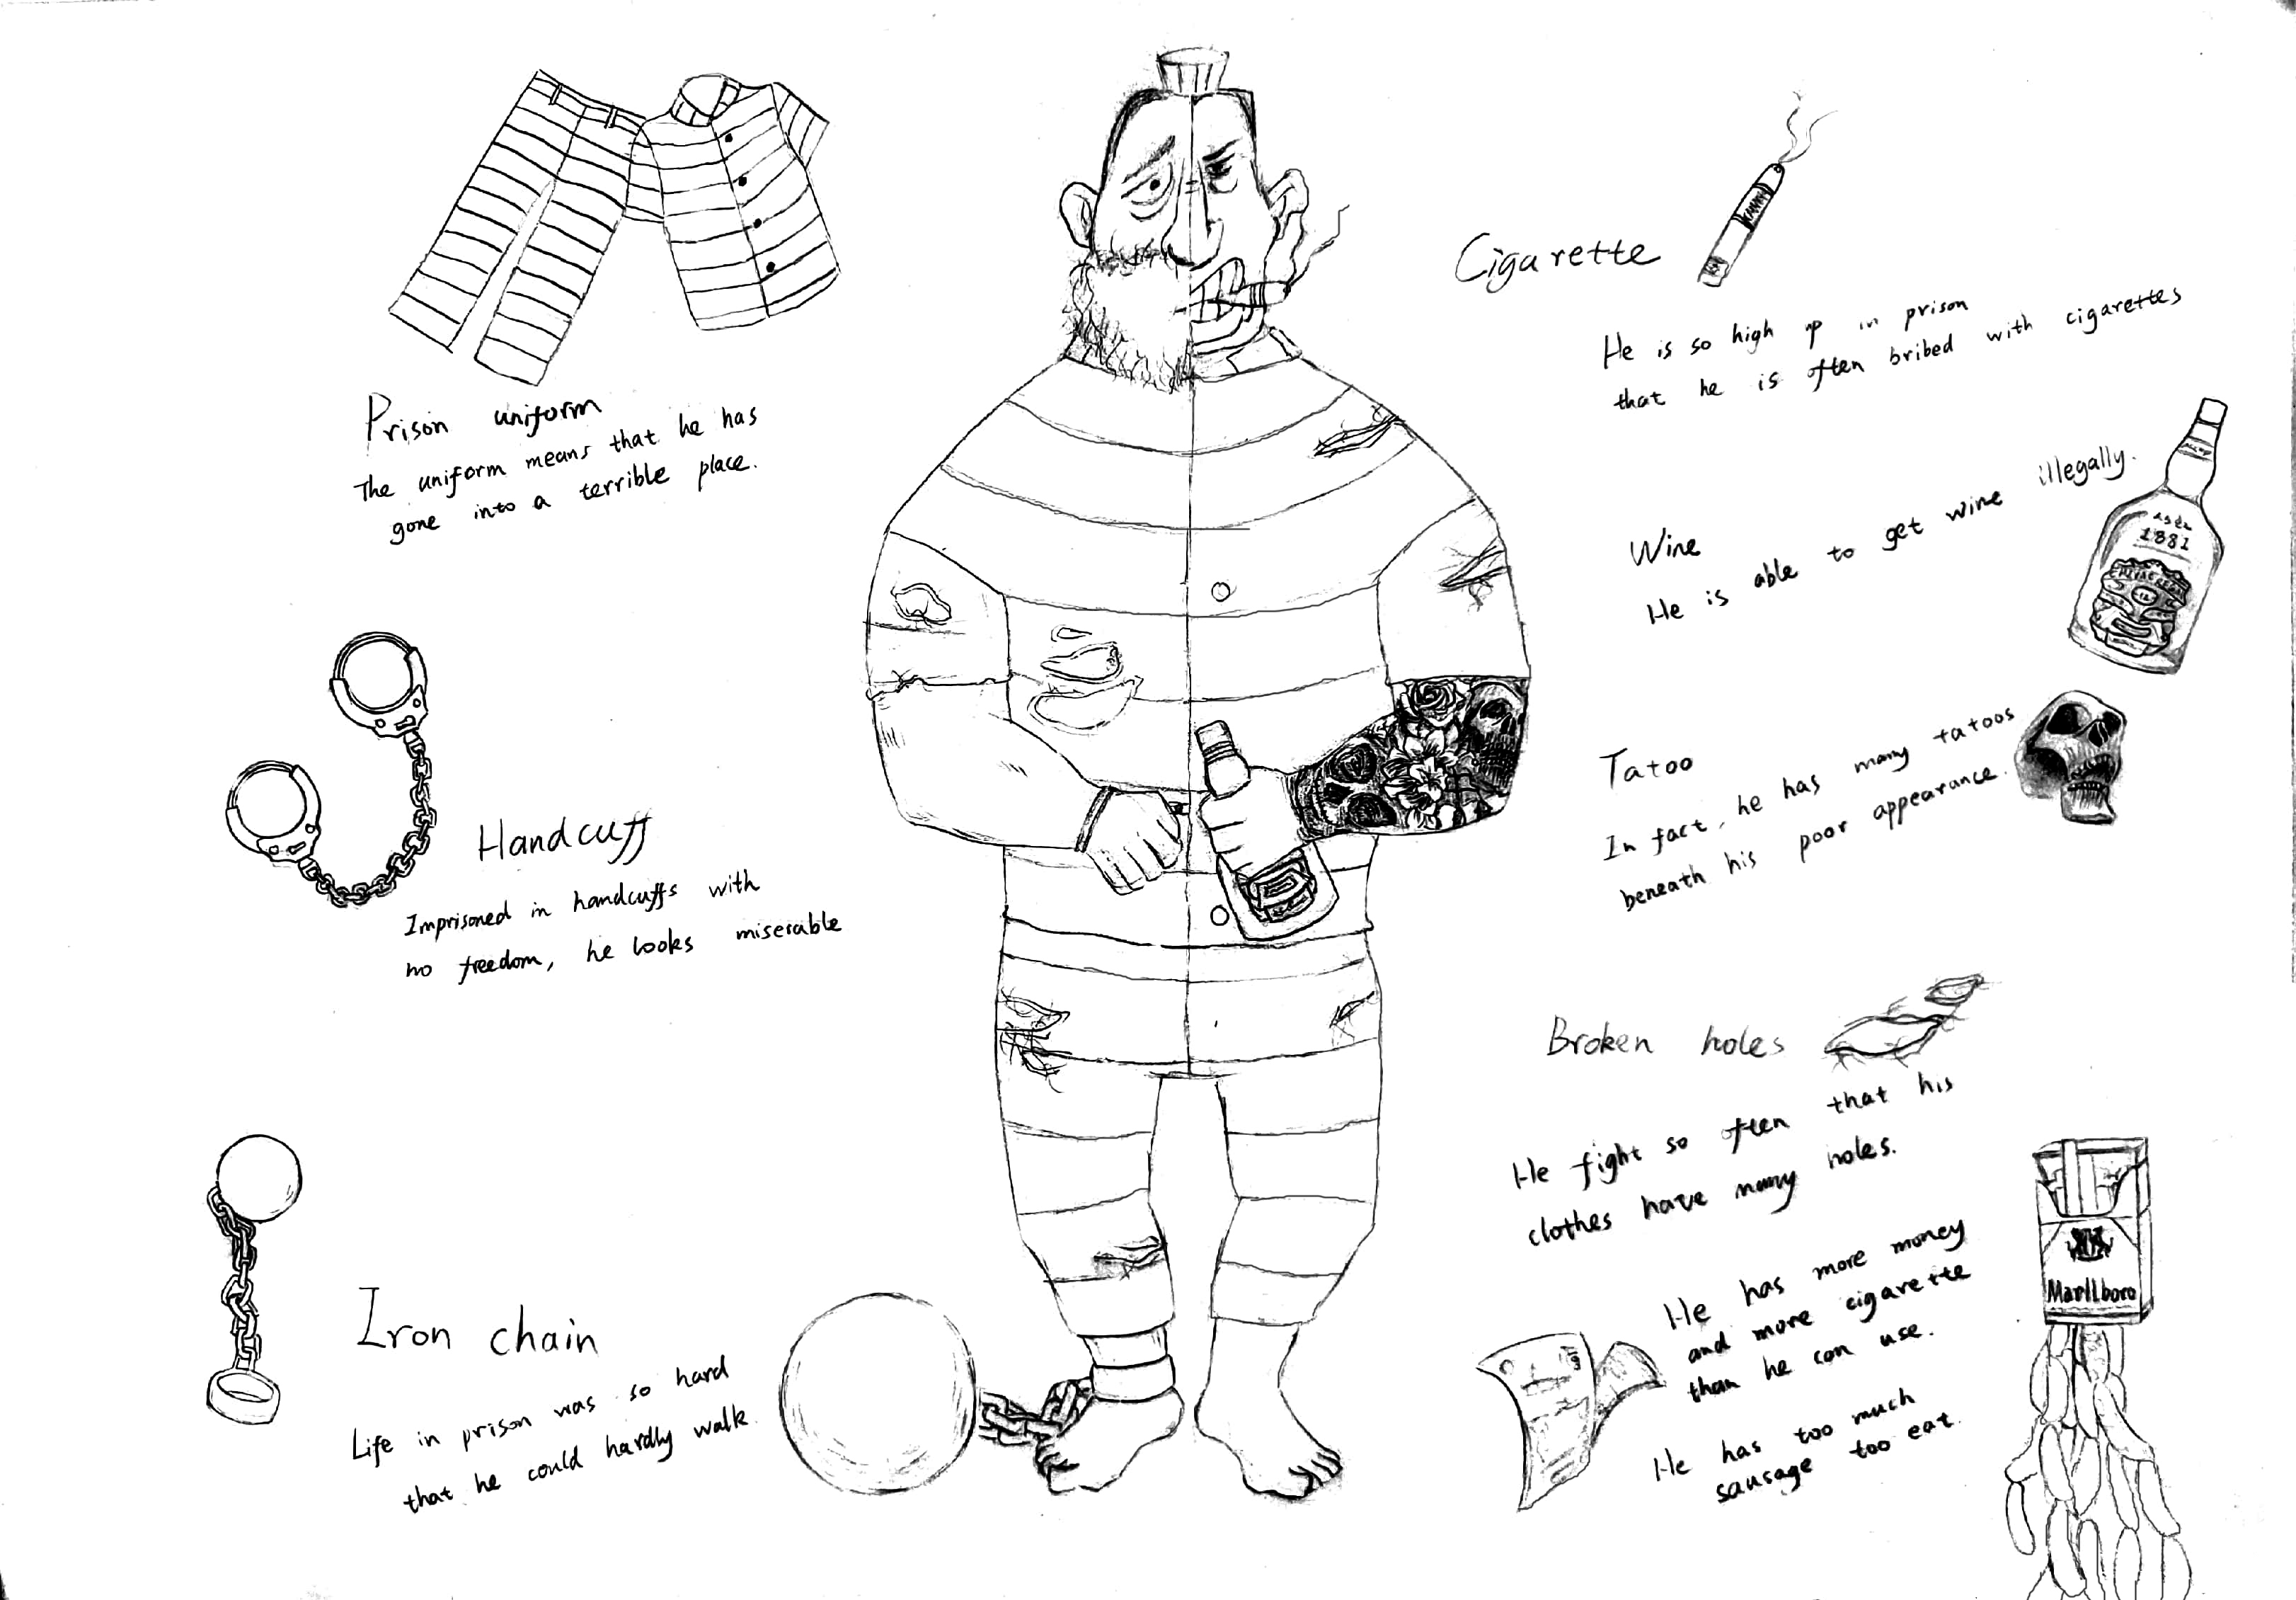 Prison uniform
The uniform means that he has
gone into a terrible place.
Handcuff
Imprisoned in handcuffs with
no freedom, he looks miserable
Iron chain
Life in prison was so hard
that he could hardly walk.
Cigarette
He is so high up in prison
that he is often bribed with cigarettes
Wine
He is able to get wine illegally.
1881
Tatoo
In fact, he has many tatoos
beneath his poor appearance.
Broken holes
He fight so often that his
clothes have many holes.
He has more money
and more cigarette
than he can use.
He has too much
sausage too eat.
Marllboro